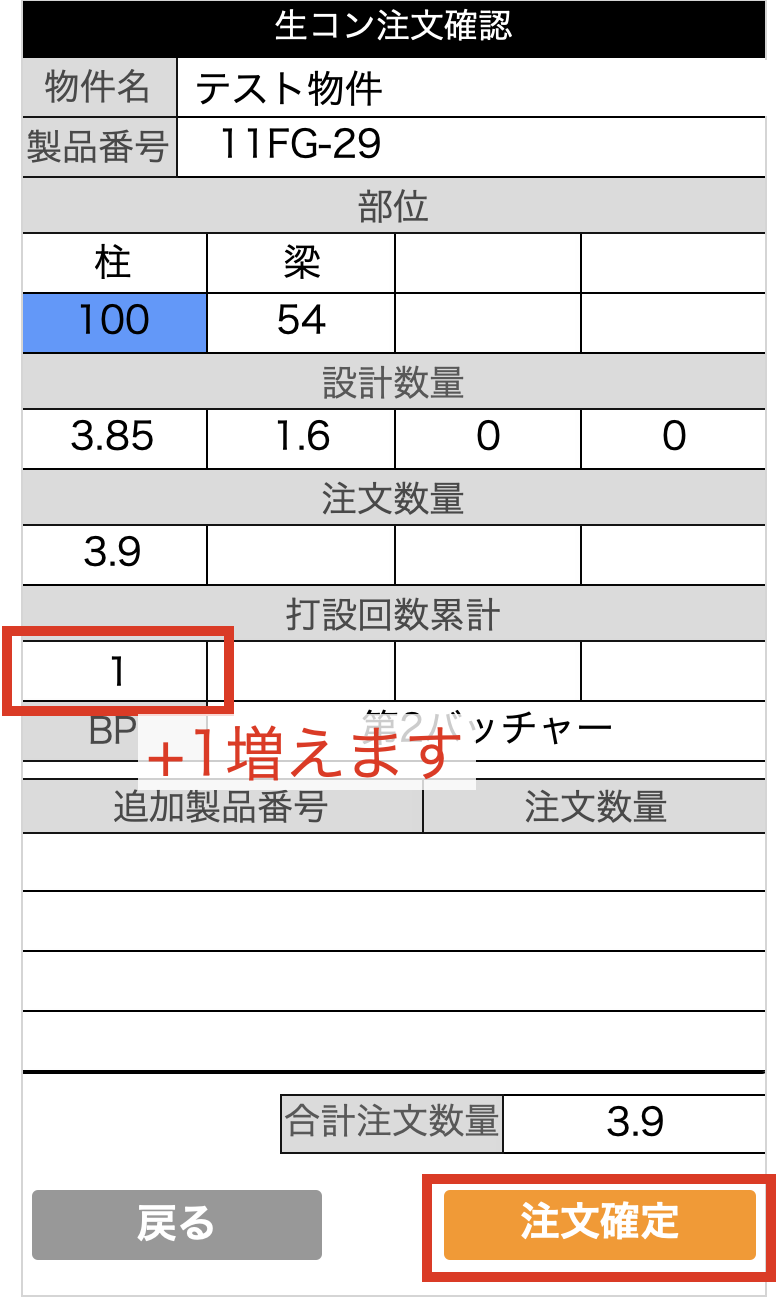 生コン注文確認
物件名 テスト物件
製品番号 11FG-29
部位
柱 梁
100 54
設計数量
3.85 1.6 0 0
注文数量
3.9
打設回数累計
1
BP 第2バッチャー
+1増えます
追加製品番号 注文数量
合計注文数量 3.9
戻る 注文確定